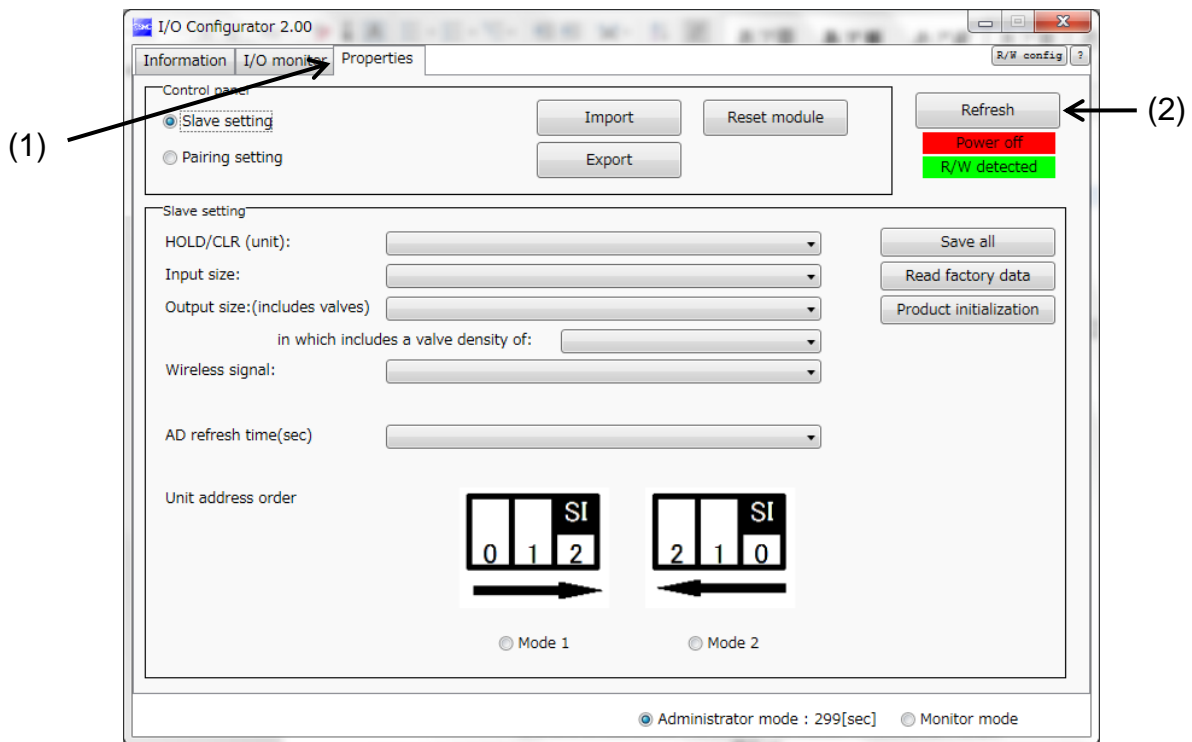 I/O Configurator 2.00
Information I/O monitor Properties R/W config ?
Control panel
Slave setting Import Reset module Refresh
(1) (2)
Power off
Pairing setting Export R/W detected
Slave setting
HOLD/CLR (unit): Save all
Input size: Read factory data
Output size:(includes valves) Product initialization
in which includes a valve density of:
Wireless signal:
AD refresh time(sec)
Unit address order
SI SI
0 1 2 2 1 0
Mode 1 Mode 2
Administrator mode : 299[sec] Monitor mode